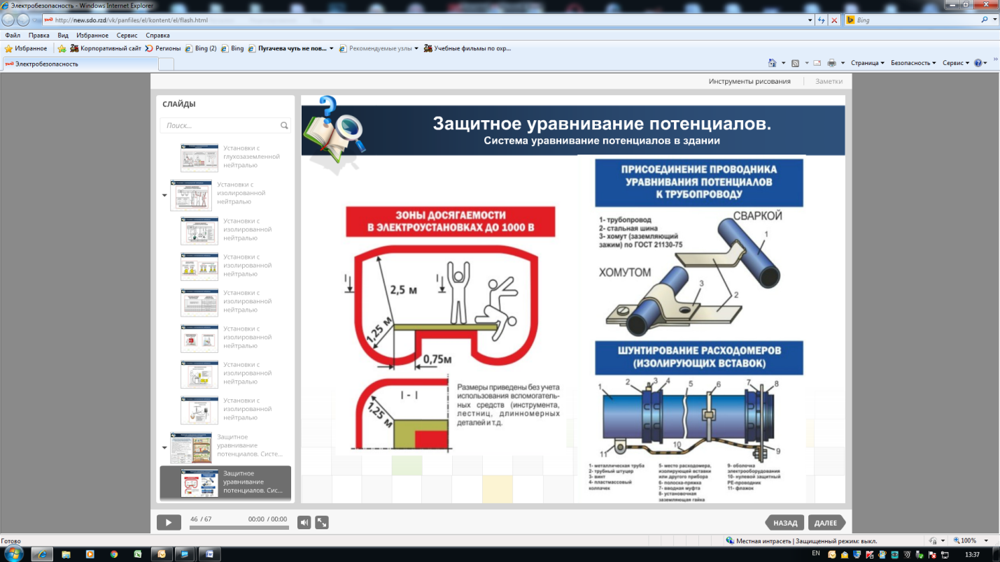 Электробезопасность - Windows Internet Explorer
http://new.sdo.rzd/vk/panfiles/el/kontent/el/flash.html
Bing
Файл Правка Вид Избранное Сервис Справка
Избранное Корпоративный сайт Регионы Bing (2) Bing Пугачева чуть не пов... Рекомендуемые узлы Учебные фильмы по охр...
Электробезопасность
Страница Безопасность Сервис
Инструменты рисования Заметки
СЛАЙДЫ
Поиск...
Установки с
глухозаземленной
нейтралью
Установки с
изолированной
нейтралью
Установки с
изолированной
нейтралью
Установки с
изолированной
нейтралью
Установки с
изолированной
нейтралью
Установки с
изолированной
нейтралью
Установки с
изолированной
нейтралью
Установки с
изолированной
нейтралью
Защитное
уравнивание
потенциалов. Систе...
Защитное
уравнивание
потенциалов. Сис...
Защитное уравнивание потенциалов.
Система уравнивание потенциалов в здании
ЗОНЫ ДОСЯГАЕМОСТИ
В ЭЛЕКТРОУСТАНОВКАХ ДО 1000 В
I
I
2,5 м
1,25 м
0,75м
I - I
1,25 м
Размеры приведены без учета
использования вспомогатель-
ных средств (инструмента,
лестниц, длинномерных
деталей и т.д.
ПРИСОЕДИНЕНИЕ ПРОВОДНИКА
УРАВНИВАНИЯ ПОТЕНЦИАЛОВ
К ТРУБОПРОВОДУ
СВАРКОЙ
1- трубопровод
2- стальная шина
3- хомут (заземляющий
зажим) по ГОСТ 21130-75
ХОМУТОМ
1
3
2
ШУНТИРОВАНИЕ РАСХОДОМЕРОВ
(ИЗОЛИРУЮЩИХ ВСТАВОК)
1 2 3 4 5 6 7 8
11 10 9
1- металлическая труба
2- трубный штуцер
3- винт
4- пластмассовый
колпачек
5- место расходомера,
изолирующей вставки
или другого прибора
6- полоска-пряжка
7- вводная муфта
8- установочная
заземляющая гайка
9- оболочка
электрооборудования
10- нулевой защитный
РЕ-проводник
11- флажок
46 / 67 00:00 / 00:00
НАЗАД ДАЛЕЕ
Готово
Местная интрасеть | Защищенный режим: выкл.
100%
EN
13:37